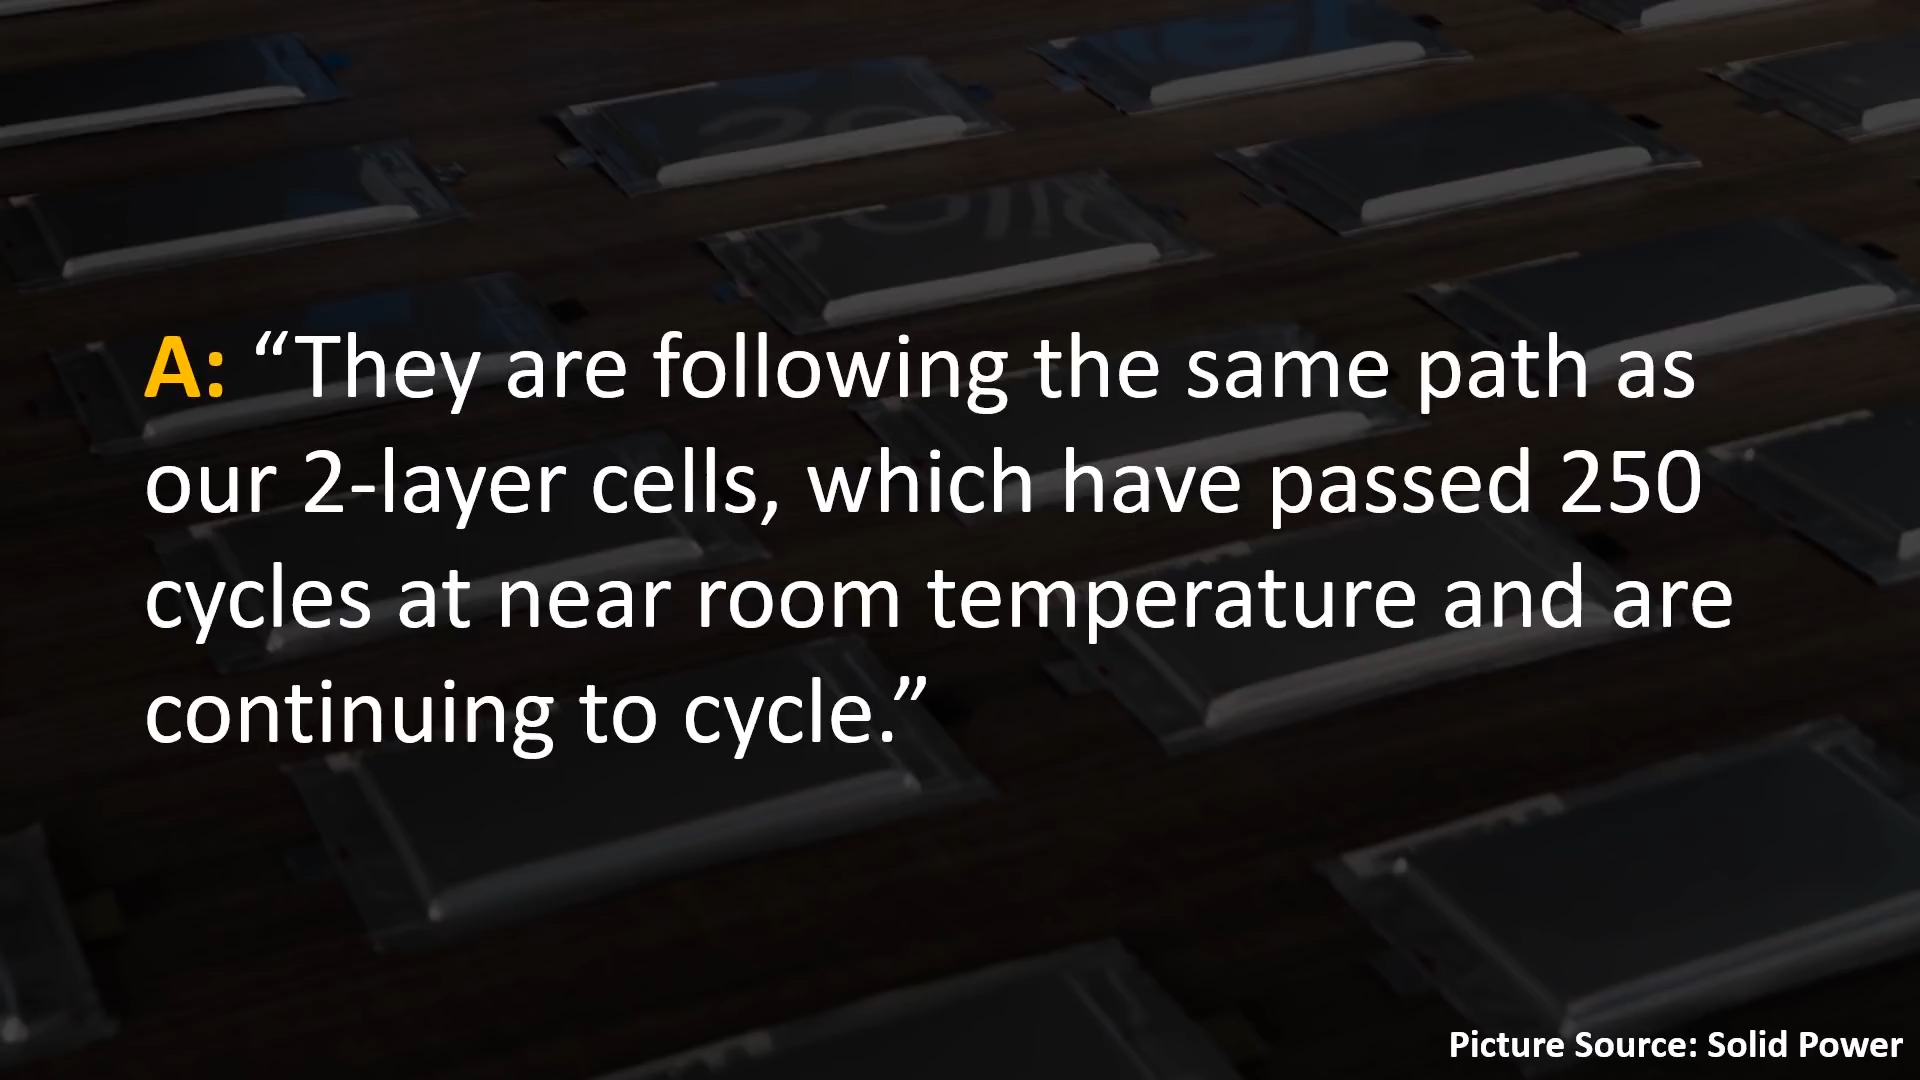 A: “They are following the same path as
our 2-layer cells, which have passed 250
cycles at near room temperature and are
continuing to cycle.”
Picture Source: Solid Power